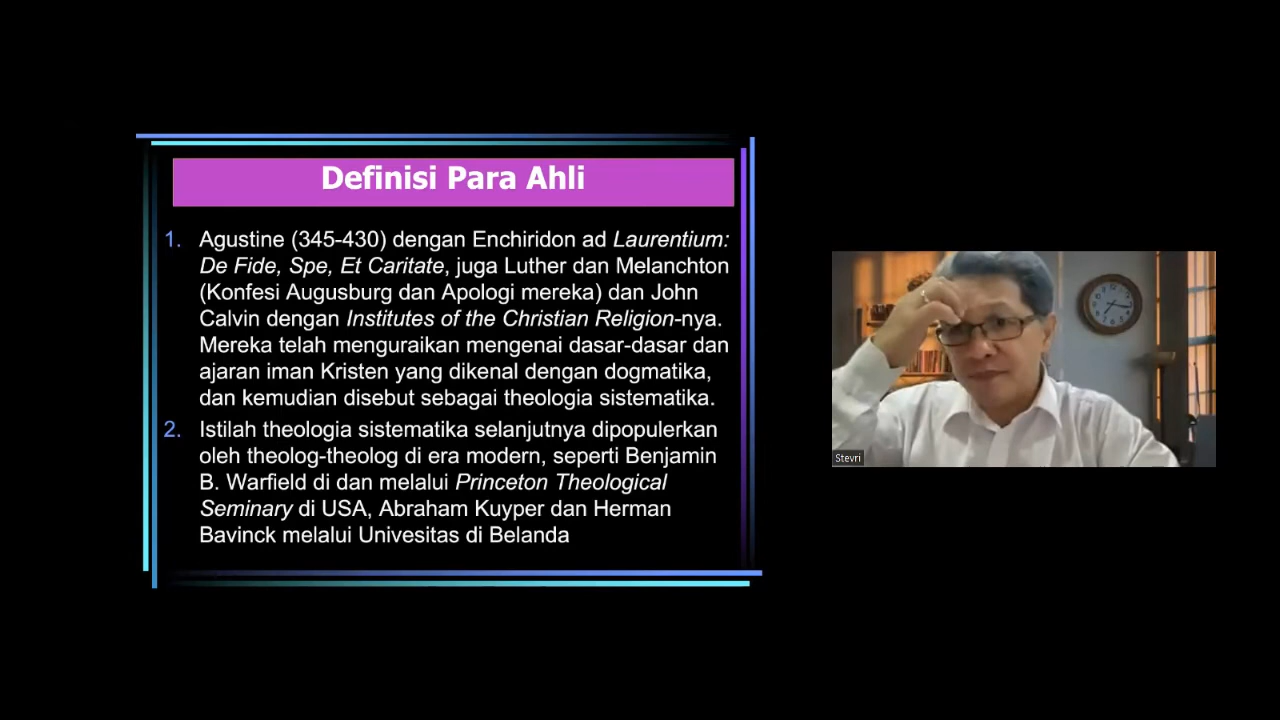 Definisi Para Ahli
1. Agustine (345-430) dengan Enchiridon ad Laurentium:
De Fide, Spe, Et Caritate, juga Luther dan Melanchton
(Konfesi Augusburg dan Apologi mereka) dan John
Calvin dengan Institutes of the Christian Religion-nya.
Mereka telah menguraikan mengenai dasar-dasar dan
ajaran iman Kristen yang dikenal dengan dogmatika,
dan kemudian disebut sebagai theologia sistematika.
2. Istilah theologia sistematika selanjutnya dipopulerkan
oleh theolog-theolog di era modern, seperti Benjamin
B. Warfield di dan melalui Princeton Theological
Seminary di USA, Abraham Kuyper dan Herman
Bavinck melalui Univesitas di Belanda
Stevri